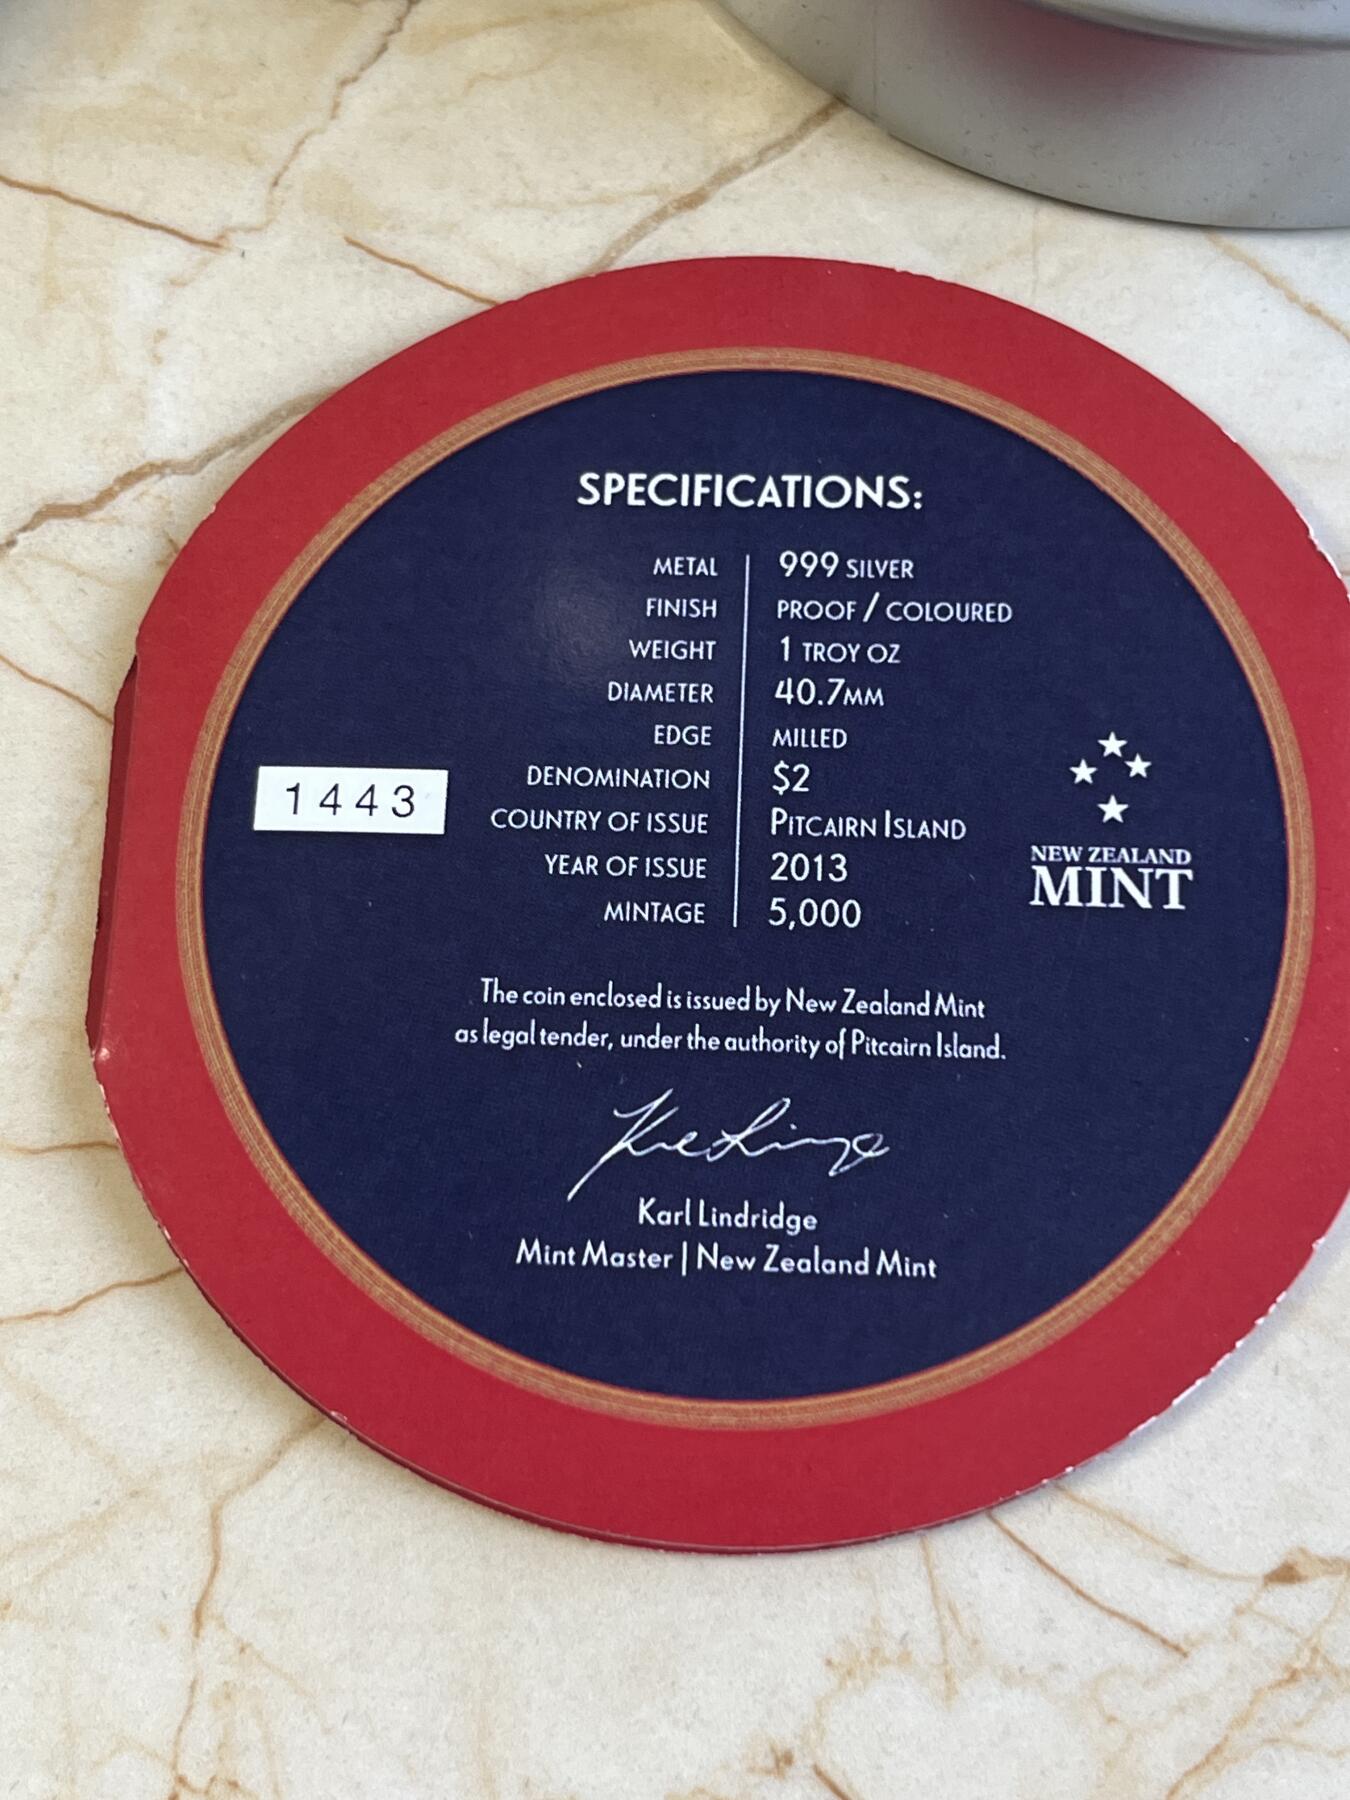 SPECIFICATIONS:
METAL 999 SILVER
FINISH PROOF / COLOURED
WEIGHT 1 TROY OZ
DIAMETER 40.7MM
EDGE MILLED
DENOMINATION $2
COUNTRY OF ISSUE PITCAIRN ISLAND
YEAR OF ISSUE 2013
MINTAGE 5,000
1443
NEW ZEALAND
MINT
The coin enclosed is issued by New Zealand Mint
as legal tender, under the authority of Pitcairn Island.
Karl Lindridge
Mint Master | New Zealand Mint